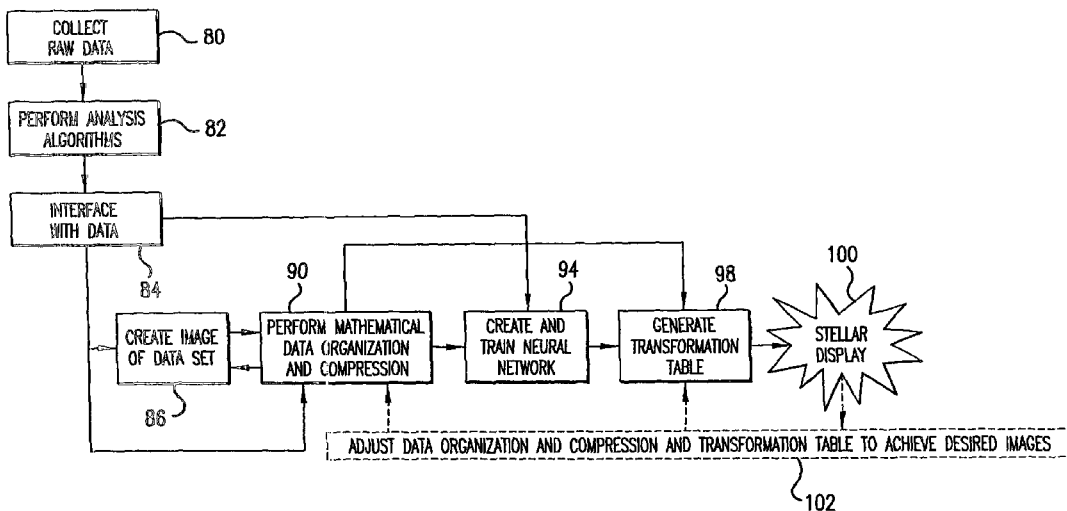 COLLECT
RAW DATA
80
PERFORM ANALYSIS
ALGORITHMS
82
INTERFACE
WITH DATA
84
CREATE IMAGE
OF DATA SET
86
90
PERFORM MATHEMATICAL
DATA ORGANIZATION
AND COMPRESSION
94
CREATE AND
TRAIN NEURAL
NETWORK
98
GENERATE
TRANSFORMATION
TABLE
100
STELLAR
DISPLAY
ADJUST DATA ORGANIZATION AND COMPRESSION AND TRANSFORMATION TABLE TO ACHIEVE DESIRED IMAGES
102